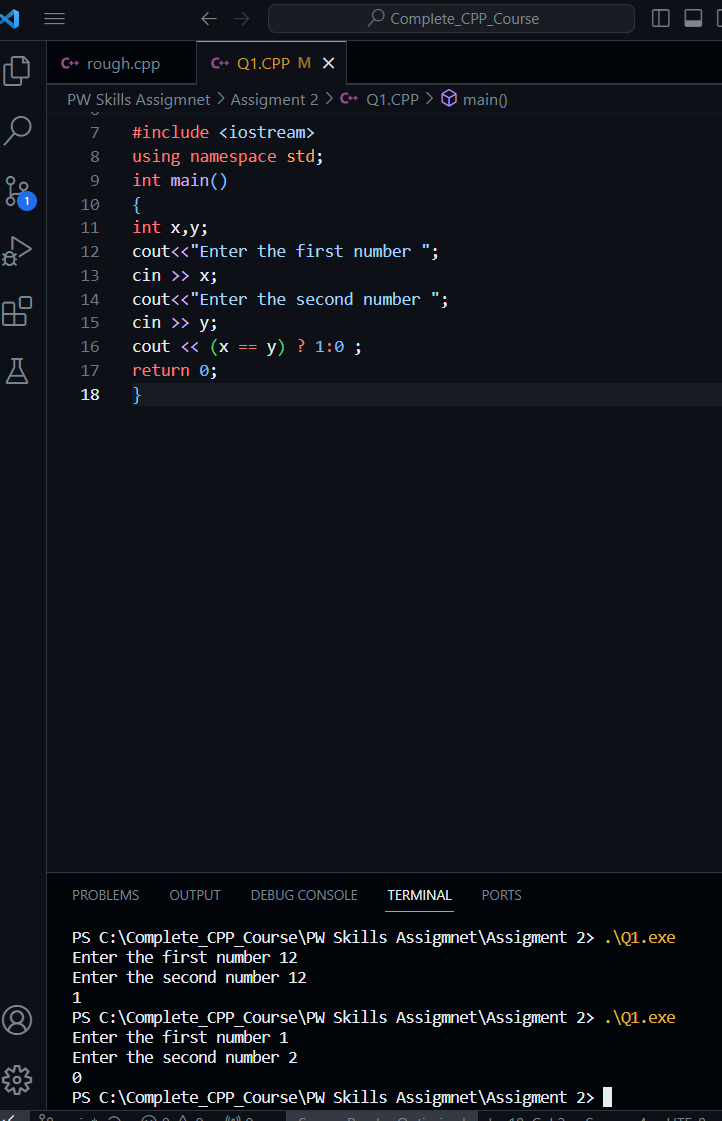 Complete_CPP_Course
C++ rough.cpp
C++ Q1.CPP M
PW Skills Assigmnet > Assigment 2 > C++ Q1.CPP > main()
7 #include <iostream>
8 using namespace std;
9 int main()
10 {
1
11 int x,y;
12 cout<<"Enter the first number ";
13 cin >> x;
14 cout<<"Enter the second number ";
15 cin >> y;
16 cout << (x == y) ? 1:0 ;
17 return 0;
18 }
PROBLEMS OUTPUT DEBUG CONSOLE TERMINAL PORTS
PS C:\Complete_CPP_Course\PW Skills Assigmnet\Assigment 2> .\Q1.exe
Enter the first number 12
Enter the second number 12
1
PS C:\Complete_CPP_Course\PW Skills Assigmnet\Assigment 2> .\Q1.exe
Enter the first number 1
Enter the second number 2
0
PS C:\Complete_CPP_Course\PW Skills Assigmnet\Assigment 2>